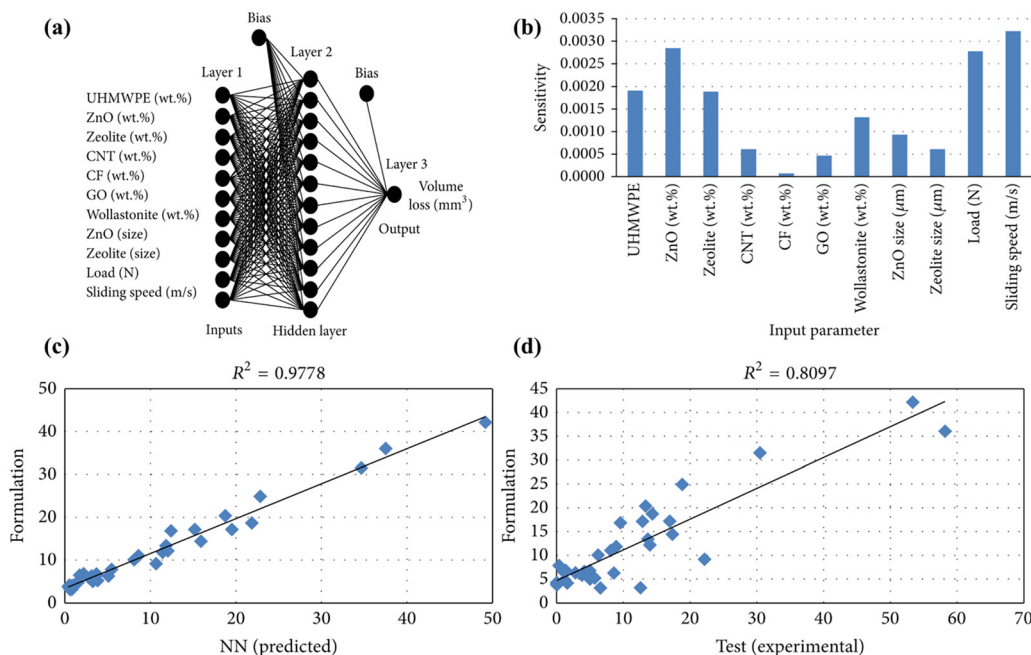 (a)
Bias
Layer 1
Layer 2
Bias
UHMWPE (wt.%)
ZnO (wt.%)
Zeolite (wt.%)
CNT (wt.%)
CF (wt.%)
GO (wt.%)
Wollastonite (wt.%)
ZnO (size)
Zeolite (size)
Load (N)
Sliding speed (m/s)
Layer 3
Volume
loss (mm³)
Output
Inputs
Hidden layer
(b)
Sensitivity
0.0035
0.0030
0.0025
0.0020
0.0015
0.0010
0.0005
0.0000
UHMWPE
ZnO (wt.%)
Zeolite (wt.%)
CNT (wt.%)
CF (wt.%)
GO (wt.%)
Wollastonite (wt.%)
ZnO size (μm)
Zeolite size (μm)
Load (N)
Sliding speed (m/s)
Input parameter
(c)
R² = 0.9778
Formulation
50
40
30
20
10
0
0 10 20 30 40 50
NN (predicted)
(d)
R² = 0.8097
Formulation
45
40
35
30
25
20
15
10
5
0
0 10 20 30 40 50 60 70
Test (experimental)